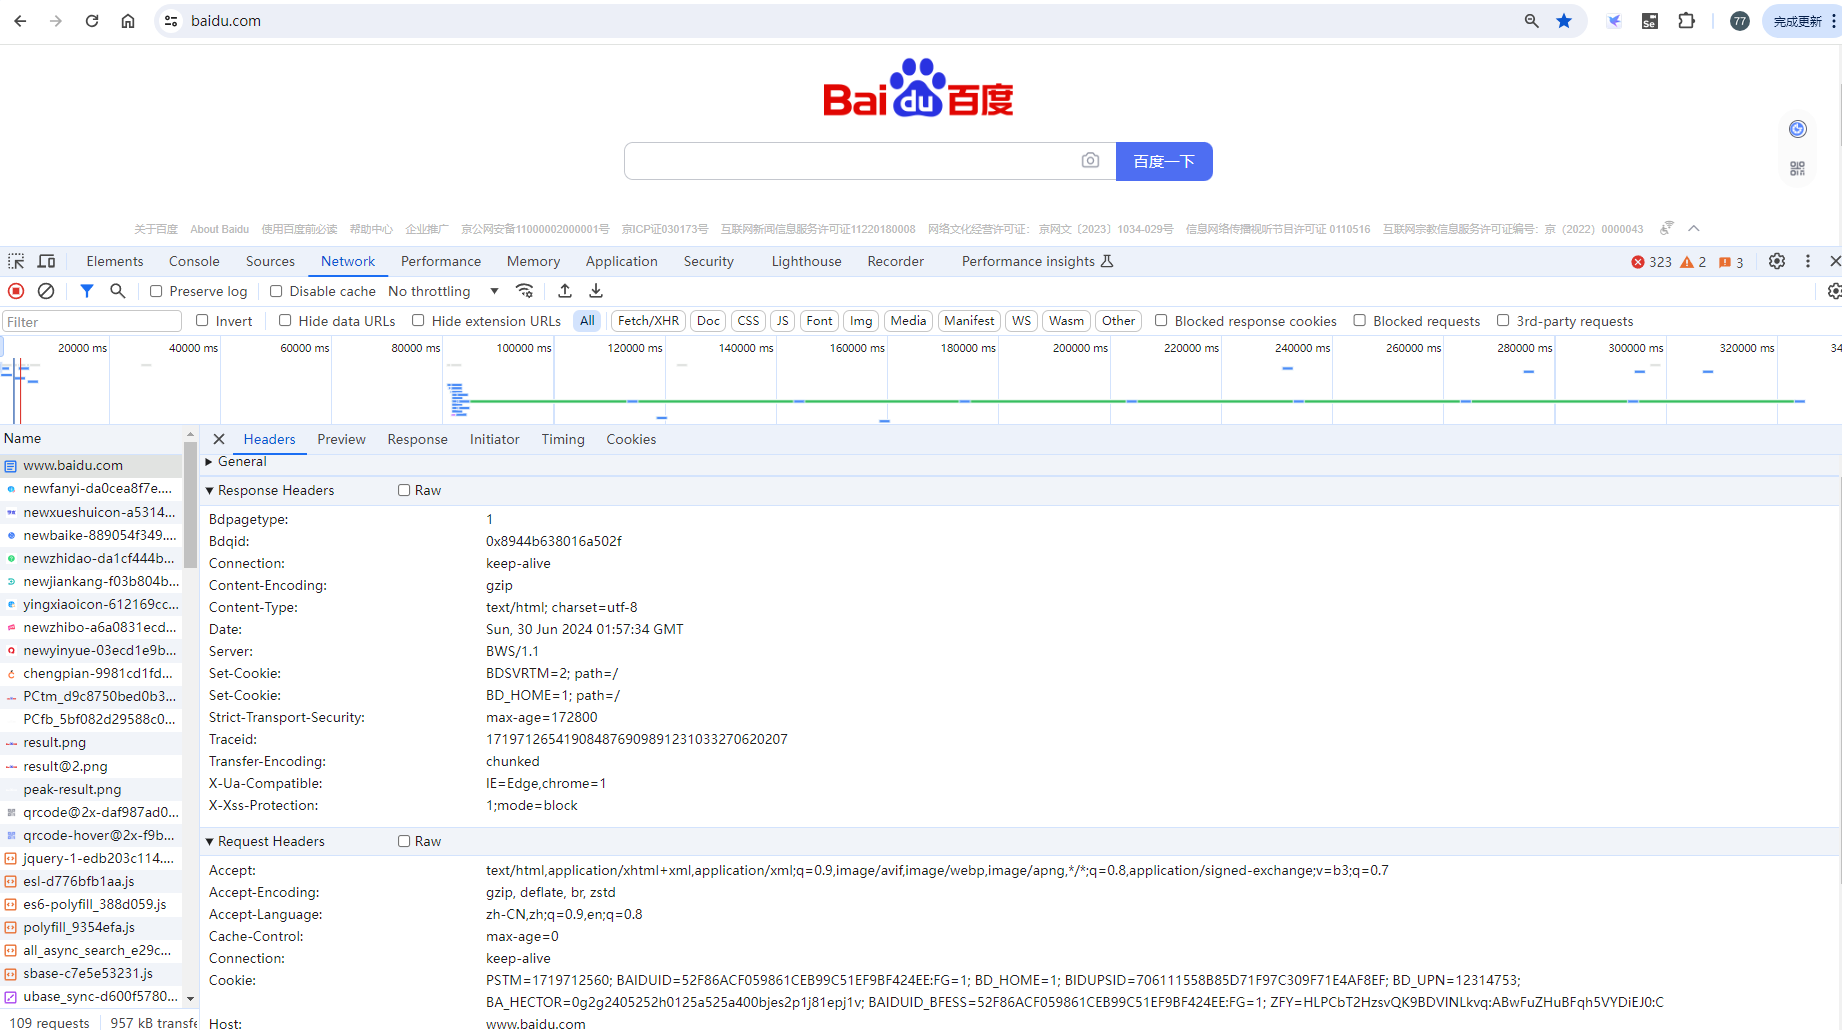 baidu.com
77
完成更新
Bai du 百度
百度一下
关于百度 About Baidu 使用百度前必读 帮助中心 企业推广 京公网安备11000002000001号 京ICP证030173号 互联网新闻信息服务许可证11220180008 网络文化经营许可证: 京网文〔2023〕1034-029号 信息网络传播视听节目许可证 0110516 互联网宗教信息服务许可证编号:京 (2022) 0000043
Elements Console Sources Network Performance Memory Application Security Lighthouse Recorder Performance insights 323 2 3
Preserve log Disable cache No throttling
Filter Invert Hide data URLs Hide extension URLs All Fetch/XHR Doc CSS JS Font Img Media Manifest WS Wasm Other Blocked response cookies Blocked requests 3rd-party requests
20000 ms 40000 ms 60000 ms 80000 ms 100000 ms 120000 ms 140000 ms 160000 ms 180000 ms 200000 ms 220000 ms 240000 ms 260000 ms 280000 ms 300000 ms 320000 ms 34
Name
www.baidu.com
newfanyi-da0cea8f7e....
newxueshuicon-a5314...
newbaike-889054f349....
newzhidao-da1cf444b...
newjiankang-f03b804b...
yingxiaoicon-612169cc...
newzhibo-a6a0831ecd...
newyinyue-03ecd1e9b...
chengpian-9981cd1fd...
PCtm_d9c8750bed0b3...
PCfb_5bf082d29588c0...
result.png
result@2.png
peak-result.png
qrcode@2x-daf987ad0...
qrcode-hover@2x-f9b...
jquery-1-edb203c114....
esl-d776bfb1aa.js
es6-polyfill_388d059.js
polyfill_9354efa.js
all_async_search_e29c...
sbase-c7e5e53231.js
ubase_sync-d600f5780...
109 requests 957 kB transfe
Headers Preview Response Initiator Timing Cookies
General
Response Headers Raw
Bdpagetype: 1
Bdqid: 0x8944b638016a502f
Connection: keep-alive
Content-Encoding: gzip
Content-Type: text/html; charset=utf-8
Date: Sun, 30 Jun 2024 01:57:34 GMT
Server: BWS/1.1
Set-Cookie: BDSVRTM=2; path=/
Set-Cookie: BD_HOME=1; path=/
Strict-Transport-Security: max-age=172800
Traceid: 1719712654190848769098912310332706​20207
Transfer-Encoding: chunked
X-Ua-Compatible: IE=Edge,chrome=1
X-Xss-Protection: 1;mode=block
Request Headers Raw
Accept: text/html,application/xhtml+xml,application/xml;q=0.9,image/avif,image/webp,image/apng,*/*;q=0.8,application/signed-exchange;v=b3;q=0.7
Accept-Encoding: gzip, deflate, br, zstd
Accept-Language: zh-CN,zh;q=0.9,en;q=0.8
Cache-Control: max-age=0
Connection: keep-alive
Cookie: PSTM=1719712560; BAIDUID=52F86ACF059861CEB99C51EF9BF424EE:FG=1; BD_HOME=1; BIDUPSID=706111558B85D71F97C309F71E4AF8EF; BD_UPN=12314753;
BA_HECTOR=0g2g2405252h0125a525a400bjes2p1j81epj1v; BAIDUID_BFESS=52F86ACF059861CEB99C51EF9BF424EE:FG=1; ZFY=HLPCbT2HzsvQK9BDVINLkvq:ABwFuZHuBFqh5VYDiEJ0:C
Host: www.baidu.com